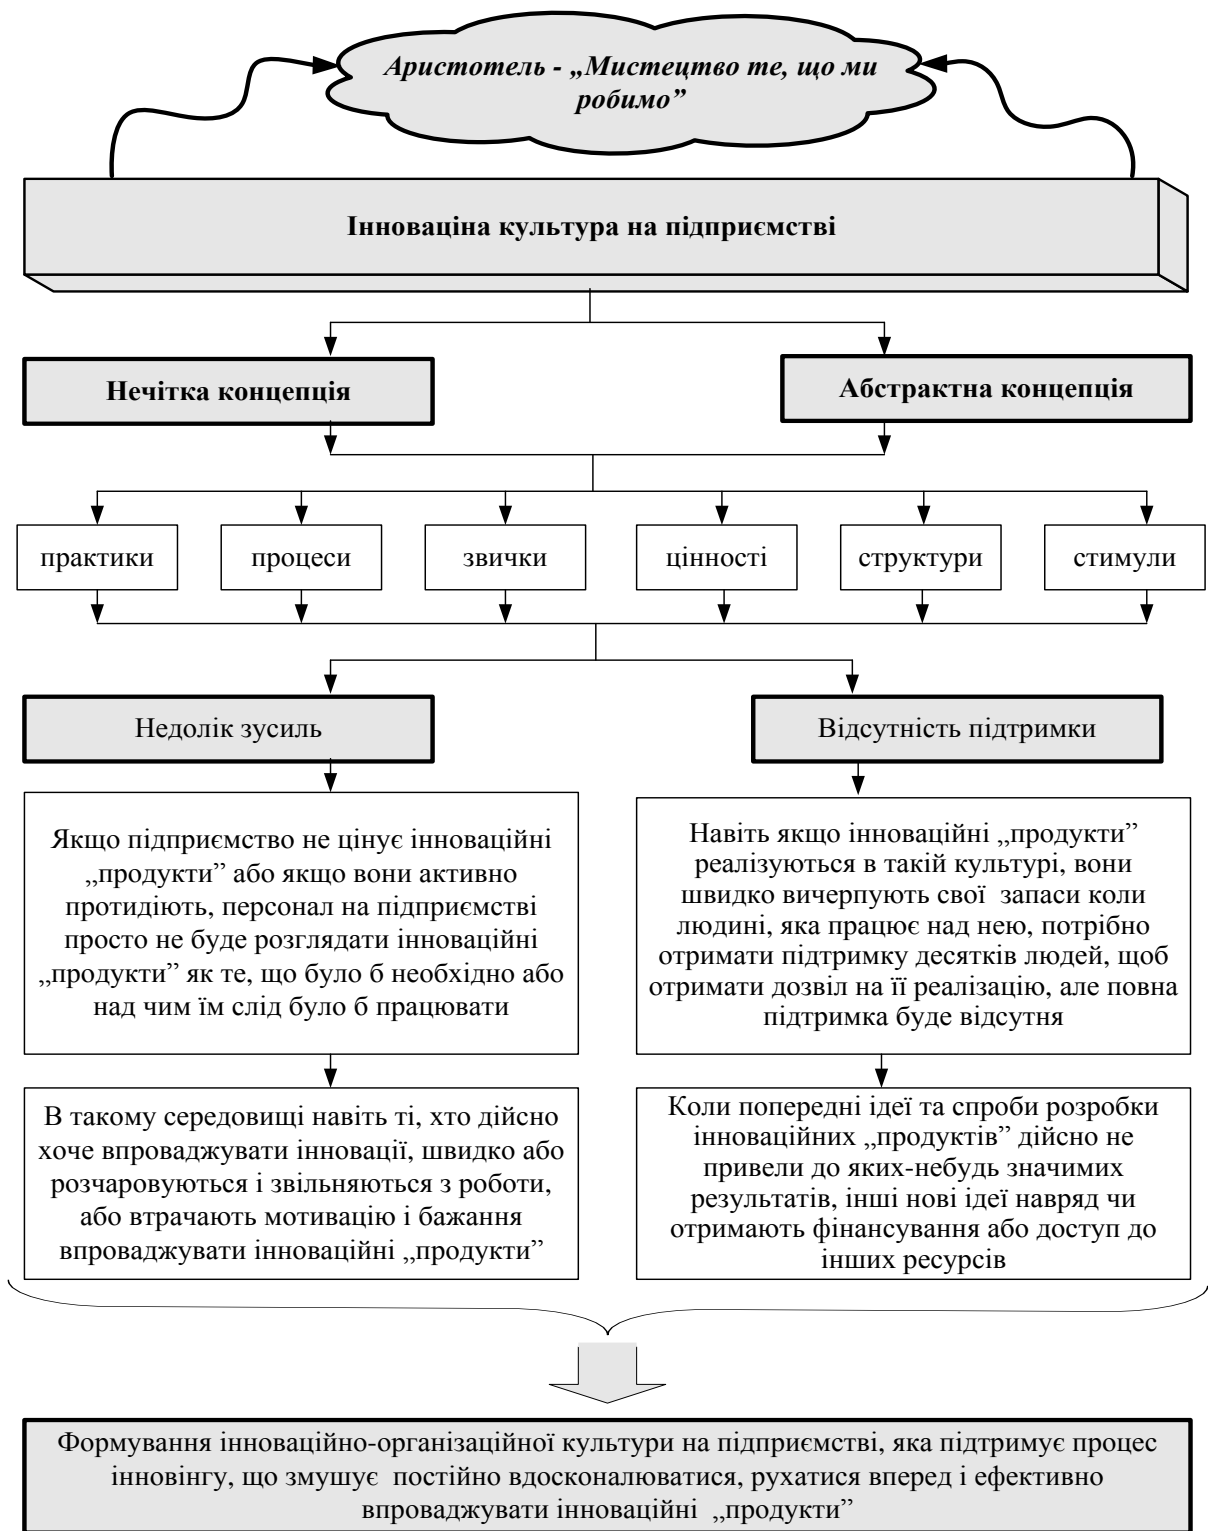 Аристотель - „Мистецтво те, що ми
робимо”
Інноваціна культура на підприємстві
Нечітка концепція
Абстрактна концепція
практики
процеси
звички
цінності
структури
стимули
Недолік зусиль
Відсутність підтримки
Якщо підприємство не цінує інноваційні
„продукти” або якщо вони активно
протидіють, персонал на підприємстві
просто не буде розглядати інноваційні
„продукти” як те, що було б необхідно або
над чим їм слід було б працювати
Навіть якщо інноваційні „продукти”
реалізуються в такій культурі, вони
швидко вичерпують свої запаси коли
людині, яка працює над нею, потрібно
отримати підтримку десятків людей, щоб
отримати дозвіл на її реалізацію, але повна
підтримка буде відсутня
В такому середовищі навіть ті, хто дійсно
хоче впроваджувати інновації, швидко або
розчаровуються і звільняються з роботи,
або втрачають мотивацію і бажання
впроваджувати інноваційні „продукти”
Коли попередні ідеї та спроби розробки
інноваційних „продуктів” дійсно не
привели до яких-небудь значимих
результатів, інші нові ідеї навряд чи
отримають фінансування або доступ до
інших ресурсів
Формування інноваційно-організаційної культури на підприємстві, яка підтримує процес
інновінгу, що змушує постійно вдосконалюватися, рухатися вперед і ефективно
впроваджувати інноваційні „продукти”